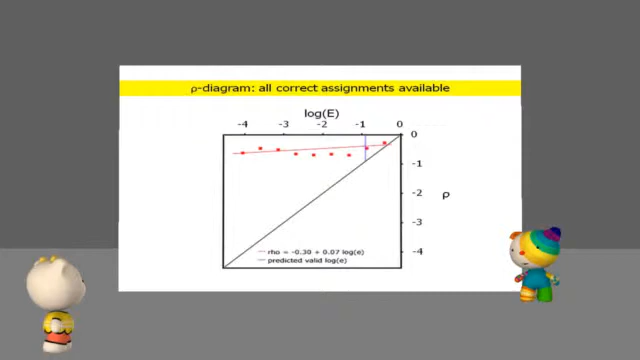 ρ-diagram: all correct assignments available
log(E)
-4 -3 -2 -1 0
0
-1
-2
ρ
-3
-4
rho = -0.30 + 0.07 log(e)
predicted valid log(e)